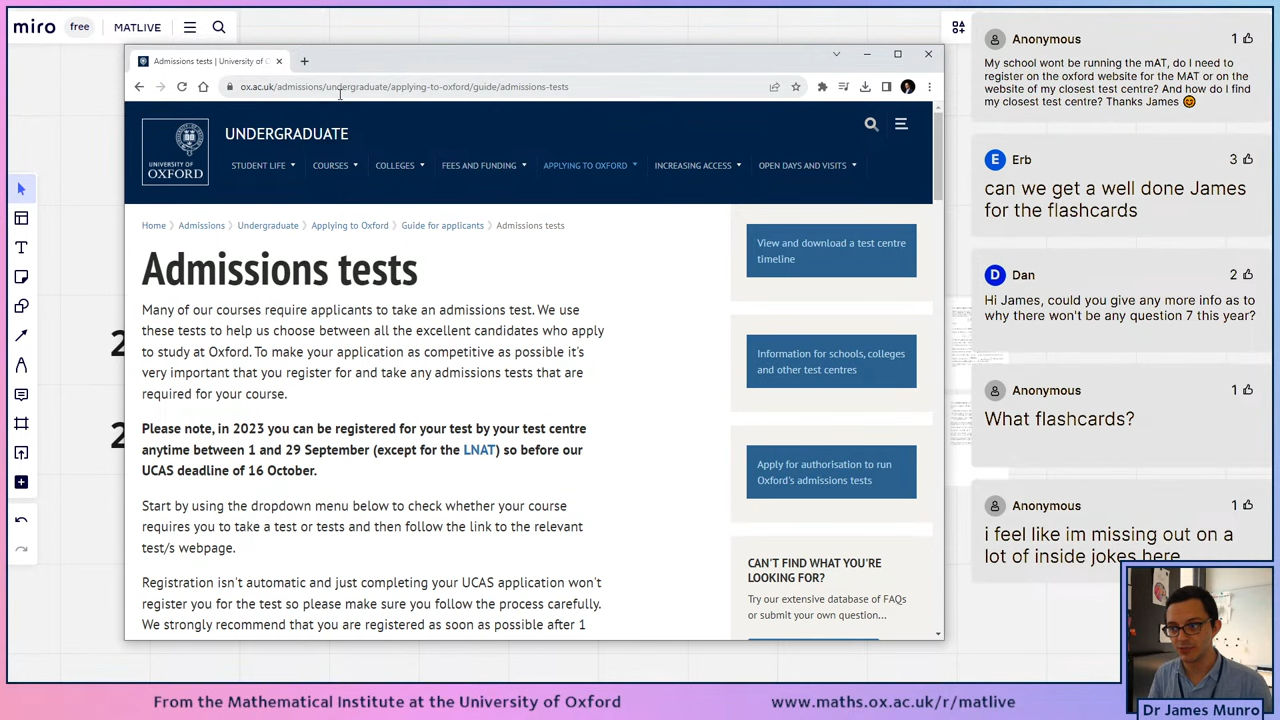 miro
free
MATLIVE
Admissions tests | University of O
ox.ac.uk/admissions/undergraduate/applying-to-oxford/guide/admissions-tests
UNIVERSITY OF
OXFORD
UNDERGRADUATE
STUDENT LIFE
COURSES
COLLEGES
FEES AND FUNDING
APPLYING TO OXFORD
INCREASING ACCESS
OPEN DAYS AND VISITS
Home
Admissions
Undergraduate
Applying to Oxford
Guide for applicants
Admissions tests
Admissions tests
Many of our courses require applicants to take an admission test. We use
these tests to help us choose between all the excellent candidates who apply
to study at Oxford. To make your application as competitive as possible it's
very important that you register for and take any admissions tests that are
required for your course.
Please note, in 2023 you can be registered for your test by your test centre
anytime between 1 and 29 September (except for the LNAT) so before our
UCAS deadline of 16 October.
Start by using the dropdown menu below to check whether your course
requires you to take a test or tests and then follow the link to the relevant
test/s webpage.
Registration isn't automatic and just completing your UCAS application won't
register you for the test so please make sure you follow the process carefully.
We strongly recommend that you are registered as soon as possible after 1
View and download a test centre
timeline
Information for schools, colleges
and other test centres
Apply for authorisation to run
Oxford's admissions tests
CAN'T FIND WHAT YOU'RE
LOOKING FOR?
Try our extensive database of FAQs
or submit your own question...
2
2
Anonymous
1
My school wont be running the mAT, do I need to
register on the oxford website for the MAT or on the
website of my closest test centre? And how do I find
my closest test centre? Thanks James 😊
E
Erb
3
can we get a well done James
for the flashcards
D
Dan
2
Hi James, could you give any more info as to
why there won't be any question 7 this year?
Anonymous
1
What flashcards?
Anonymous
1
i feel like im missing out on a
lot of inside jokes here
From the Mathematical Institute at the University of Oxford
www.maths.ox.ac.uk/r/matlive
Dr James Munro